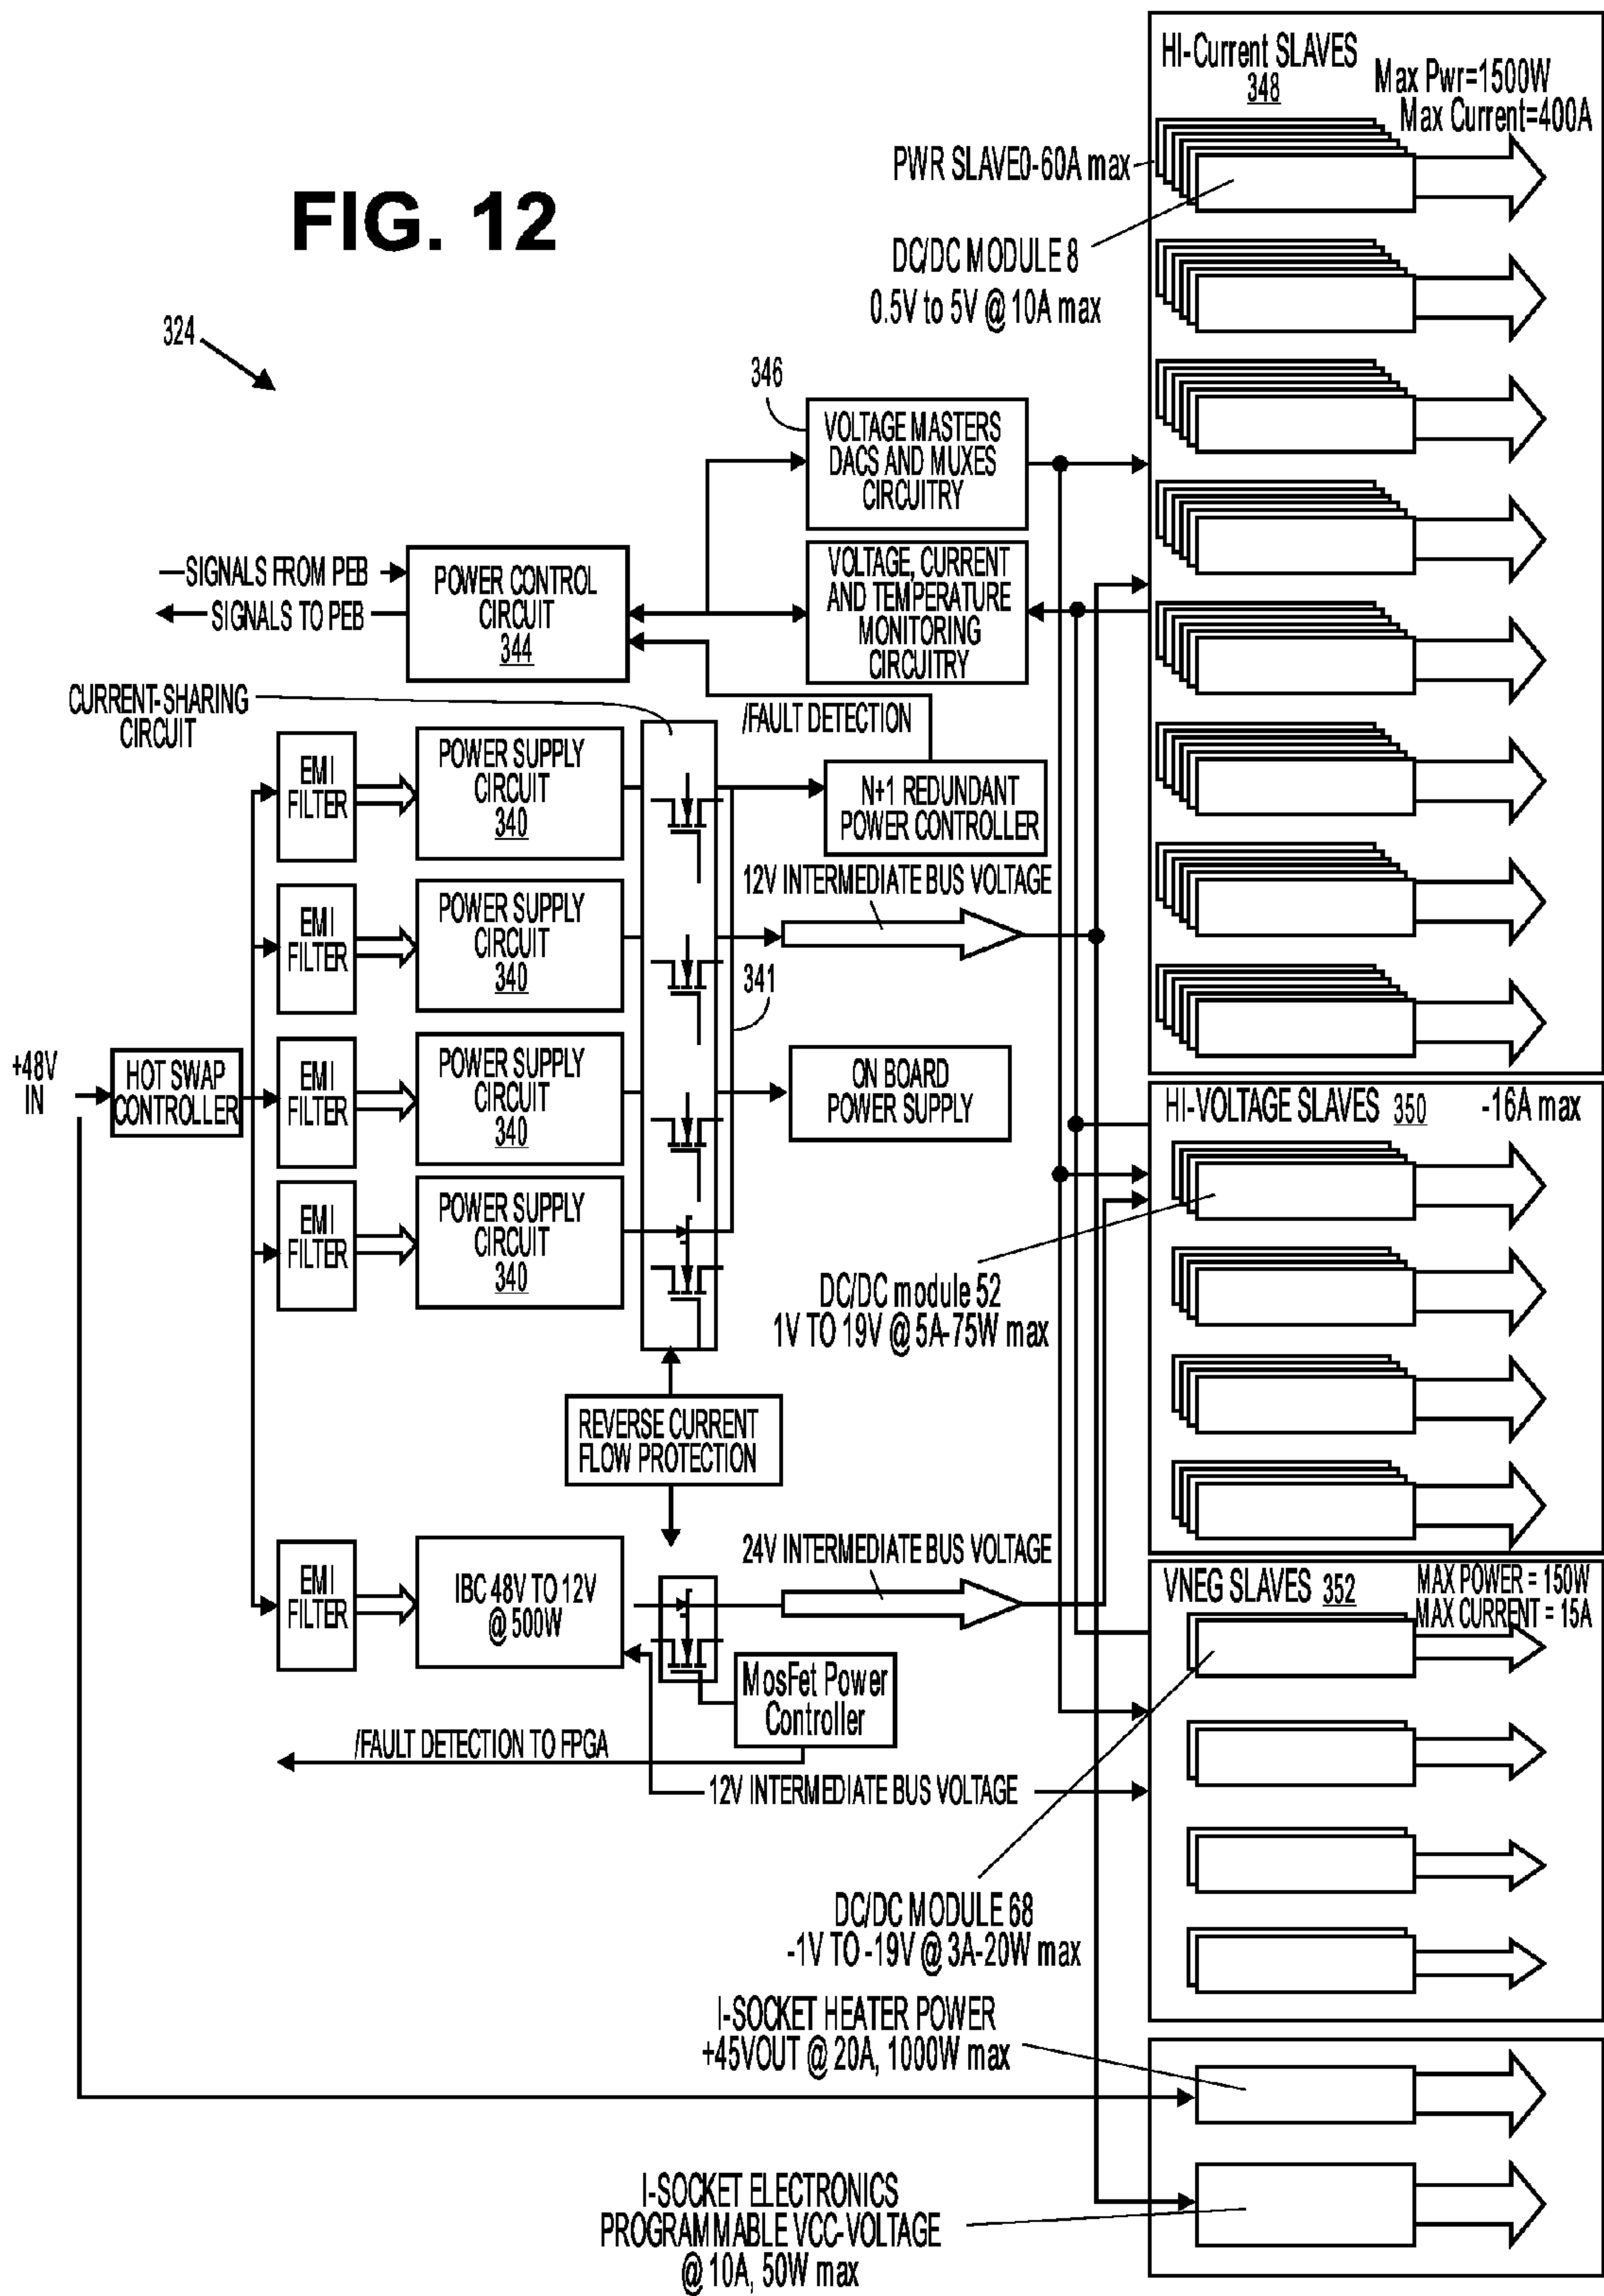 HI-Current SLAVES
348
Max Pwr=1500W
Max Current=400A
PWR SLAVE0-60A max
FIG. 12
DC/DC MODULE 8
0.5V to 5V @ 10A max
324
346
VOLTAGE MASTERS
DACS AND MUXES
CIRCUITRY
SIGNALS FROM PEB
SIGNALS TO PEB
POWER CONTROL
CIRCUIT
344
VOLTAGE, CURRENT
AND TEMPERATURE
MONITORING
CIRCUITRY
CURRENT-SHARING
CIRCUIT
/FAULT DETECTION
EMI
FILTER
POWER SUPPLY
CIRCUIT
340
N+1 REDUNDANT
POWER CONTROLLER
12V INTERMEDIATE BUS VOLTAGE
EMI
FILTER
POWER SUPPLY
CIRCUIT
340
341
+48V
IN
HOT SWAP
CONTROLLER
EMI
FILTER
POWER SUPPLY
CIRCUIT
340
ON BOARD
POWER SUPPLY
HI-VOLTAGE SLAVES 350 -16A max
EMI
FILTER
POWER SUPPLY
CIRCUIT
340
DC/DC module 52
1V TO 19V @ 5A-75W max
REVERSE CURRENT
FLOW PROTECTION
24V INTERMEDIATE BUS VOLTAGE
EMI
FILTER
IBC 48V TO 12V
@ 500W
VNEG SLAVES 352
MAX POWER = 150W
MAX CURRENT = 15A
MosFet Power
Controller
/FAULT DETECTION TO FPGA
12V INTERMEDIATE BUS VOLTAGE
DC/DC MODULE 68
-1V TO -19V @ 3A-20W max
I-SOCKET HEATER POWER
+45VOUT @ 20A, 1000W max
I-SOCKET ELECTRONICS
PROGRAMMABLE VCC-VOLTAGE
@ 10A, 50W max